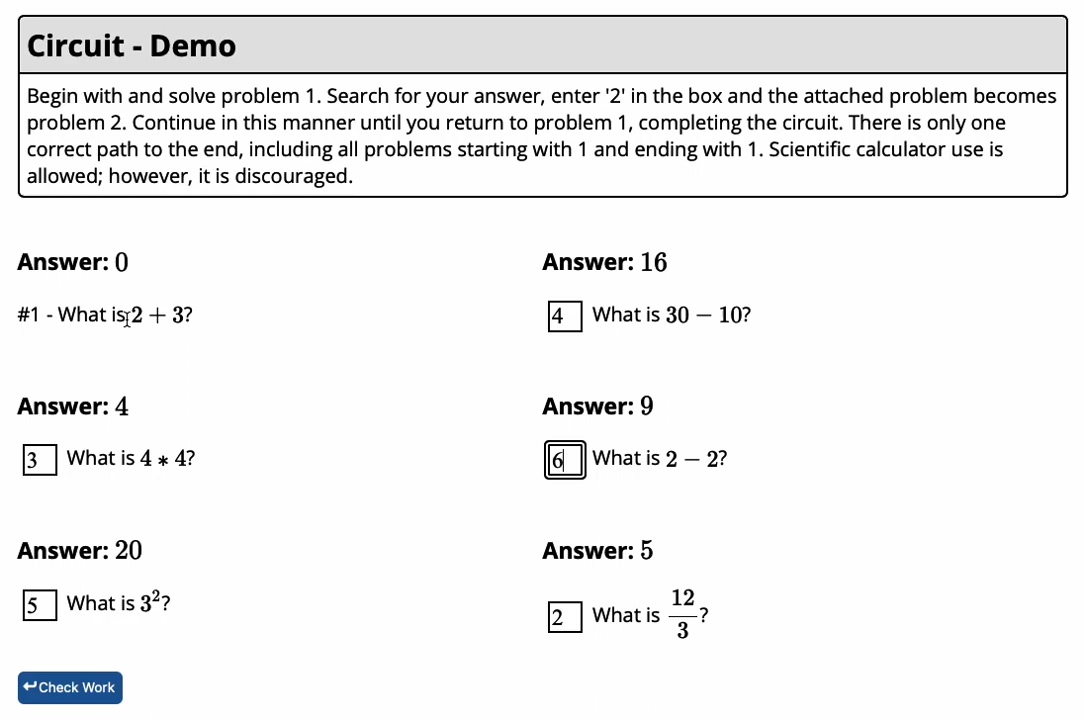 Circuit - Demo
Begin with and solve problem 1. Search for your answer, enter '2' in the box and the attached problem becomes
problem 2. Continue in this manner until you return to problem 1, completing the circuit. There is only one
correct path to the end, including all problems starting with 1 and ending with 1. Scientific calculator use is
allowed; however, it is discouraged.
Answer: 0
#1 - What is 2 + 3?
Answer: 16
4 What is 30 − 10?
Answer: 4
3 What is 4 * 4?
Answer: 9
6 What is 2 − 2?
Answer: 20
5 What is 3²?
Answer: 5
2 What is 12/3?
Check Work